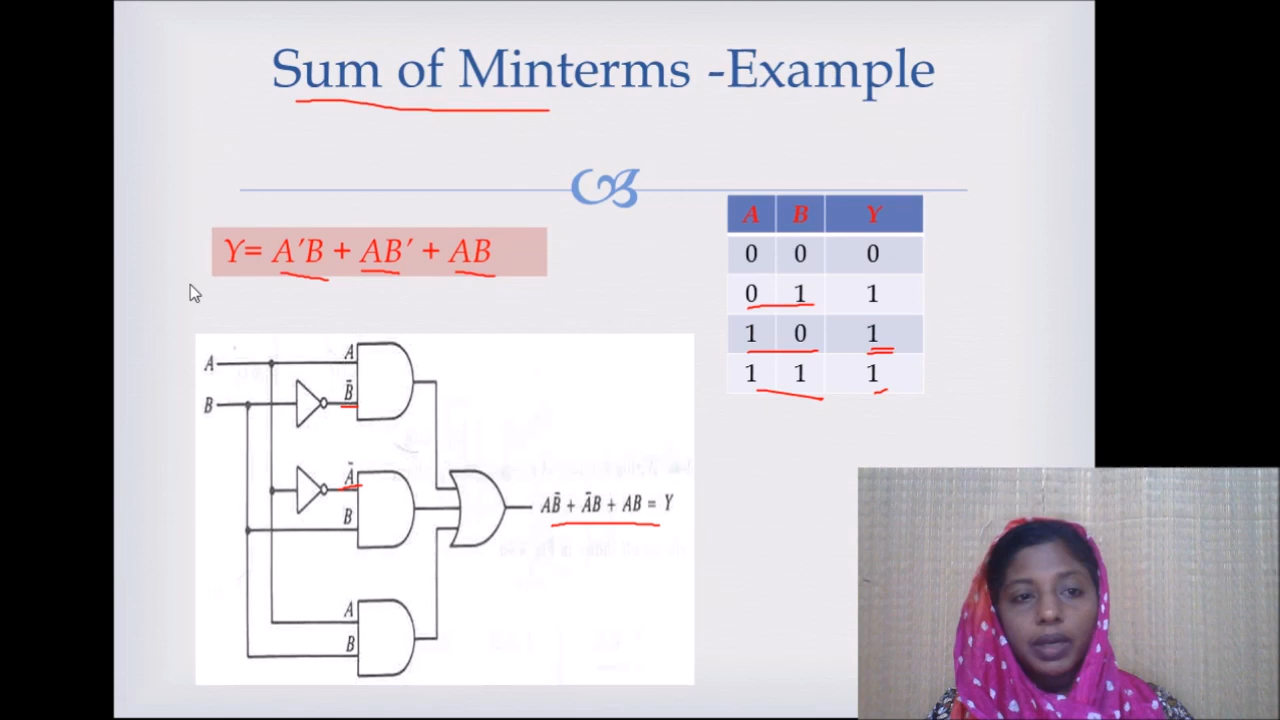 Sum of Minterms -Example
Y= A′B + AB′ + AB
A B Y
0 0 0
0 1 1
1 0 1
1 1 1
A
B
A
B̄
Ā
B
A
B
AB̄ + ĀB + AB = Y